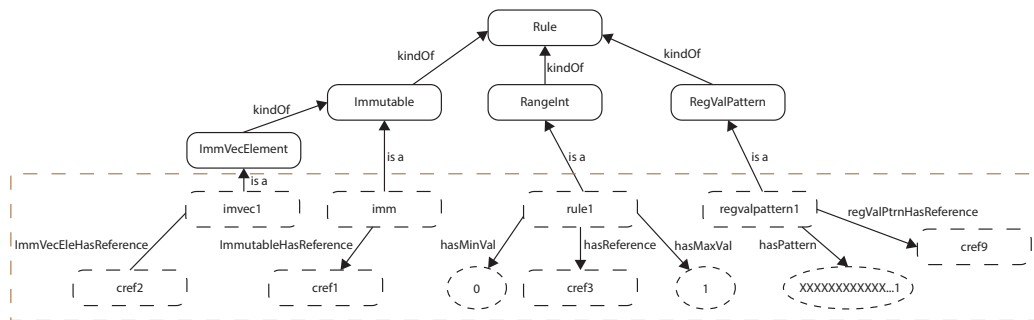 Rule
kindOf
kindOf
kindOf
Immutable
RangeInt
RegValPattern
kindOf
ImmVecElement
is a
is a
is a
is a
imvec1
imm
rule1
regvalpattern1
regValPtrnHasReference
ImmVecEleHasReference
ImmutableHasReference
hasMinVal
hasReference
hasMaxVal
hasPattern
cref9
cref2
cref1
0
cref3
1
XXXXXXXXXXXX...1